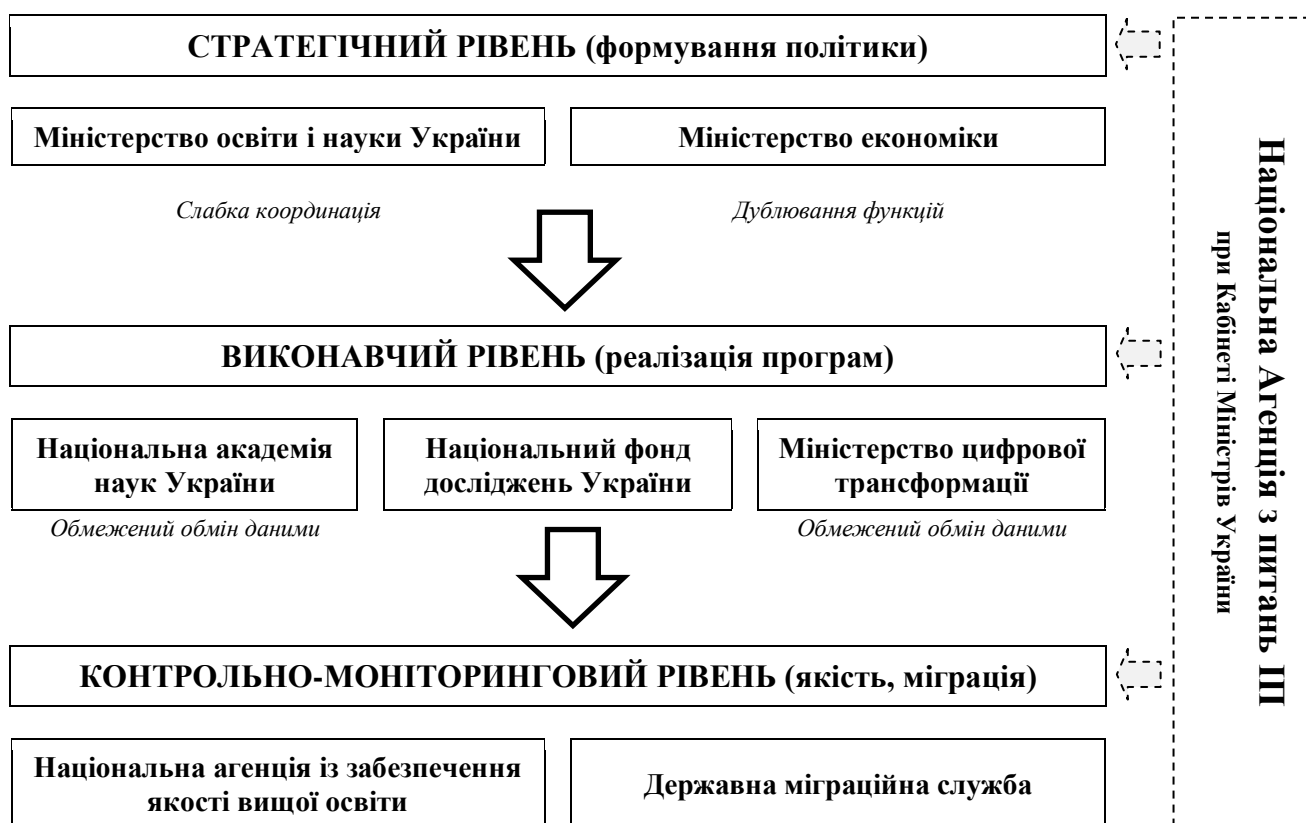 СТРАТЕГІЧНИЙ РІВЕНЬ (формування політики)
Міністерство освіти і науки України
Міністерство економіки
Слабка координація
Дублювання функцій
ВИКОНАВЧИЙ РІВЕНЬ (реалізація програм)
Національна академія
наук України
Національний фонд
досліджень України
Міністерство цифрової
трансформації
Обмежений обмін даними
Обмежений обмін даними
КОНТРОЛЬНО-МОНІТОРИНГОВИЙ РІВЕНЬ (якість, міграція)
Національна агенція із забезпечення
якості вищої освіти
Державна міграційна служба
Національна Агенція з питань ІІІ
при Кабінеті Міністрів України